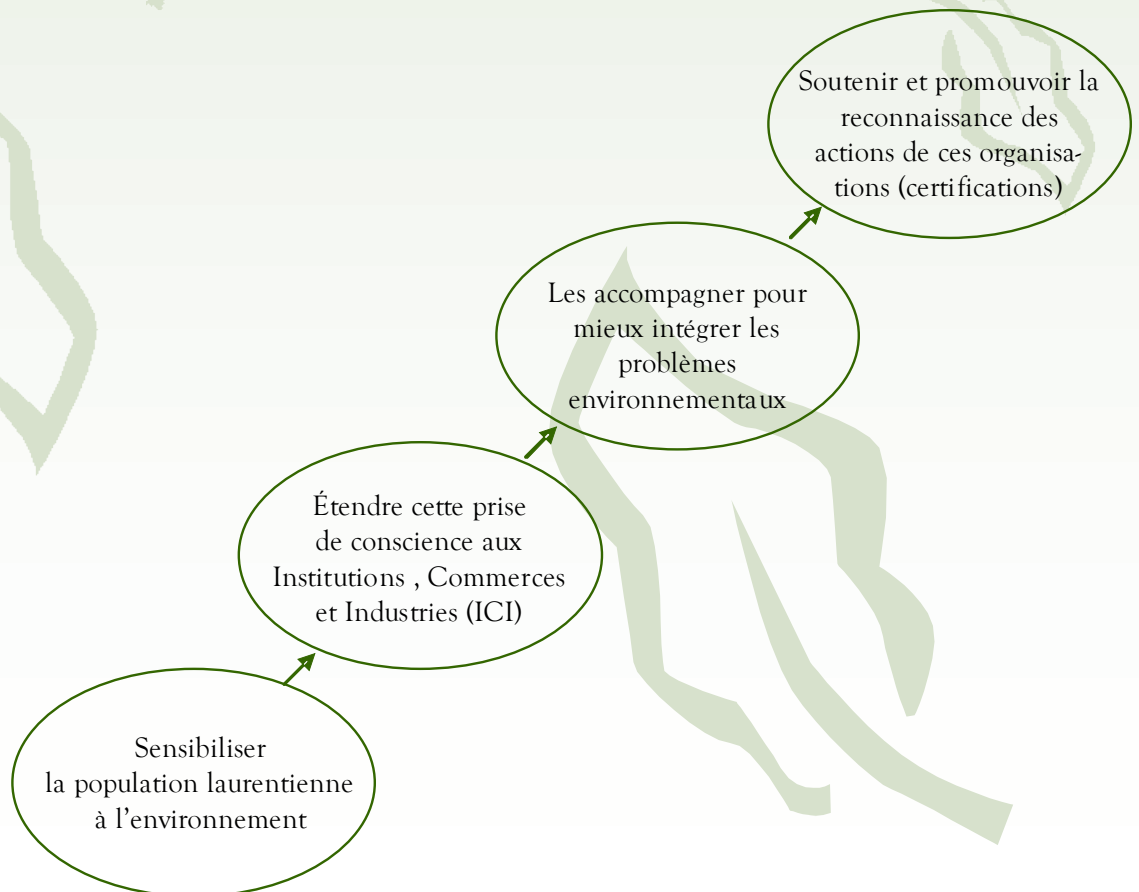 Soutenir et promouvoir la
reconnaissance des
actions de ces organisa-
tions (certifications)
Les accompagner pour
mieux intégrer les
problèmes
environnementaux
Étendre cette prise
de conscience aux
Institutions , Commerces
et Industries (ICI)
Sensibiliser
la population laurentienne
à l’environnement